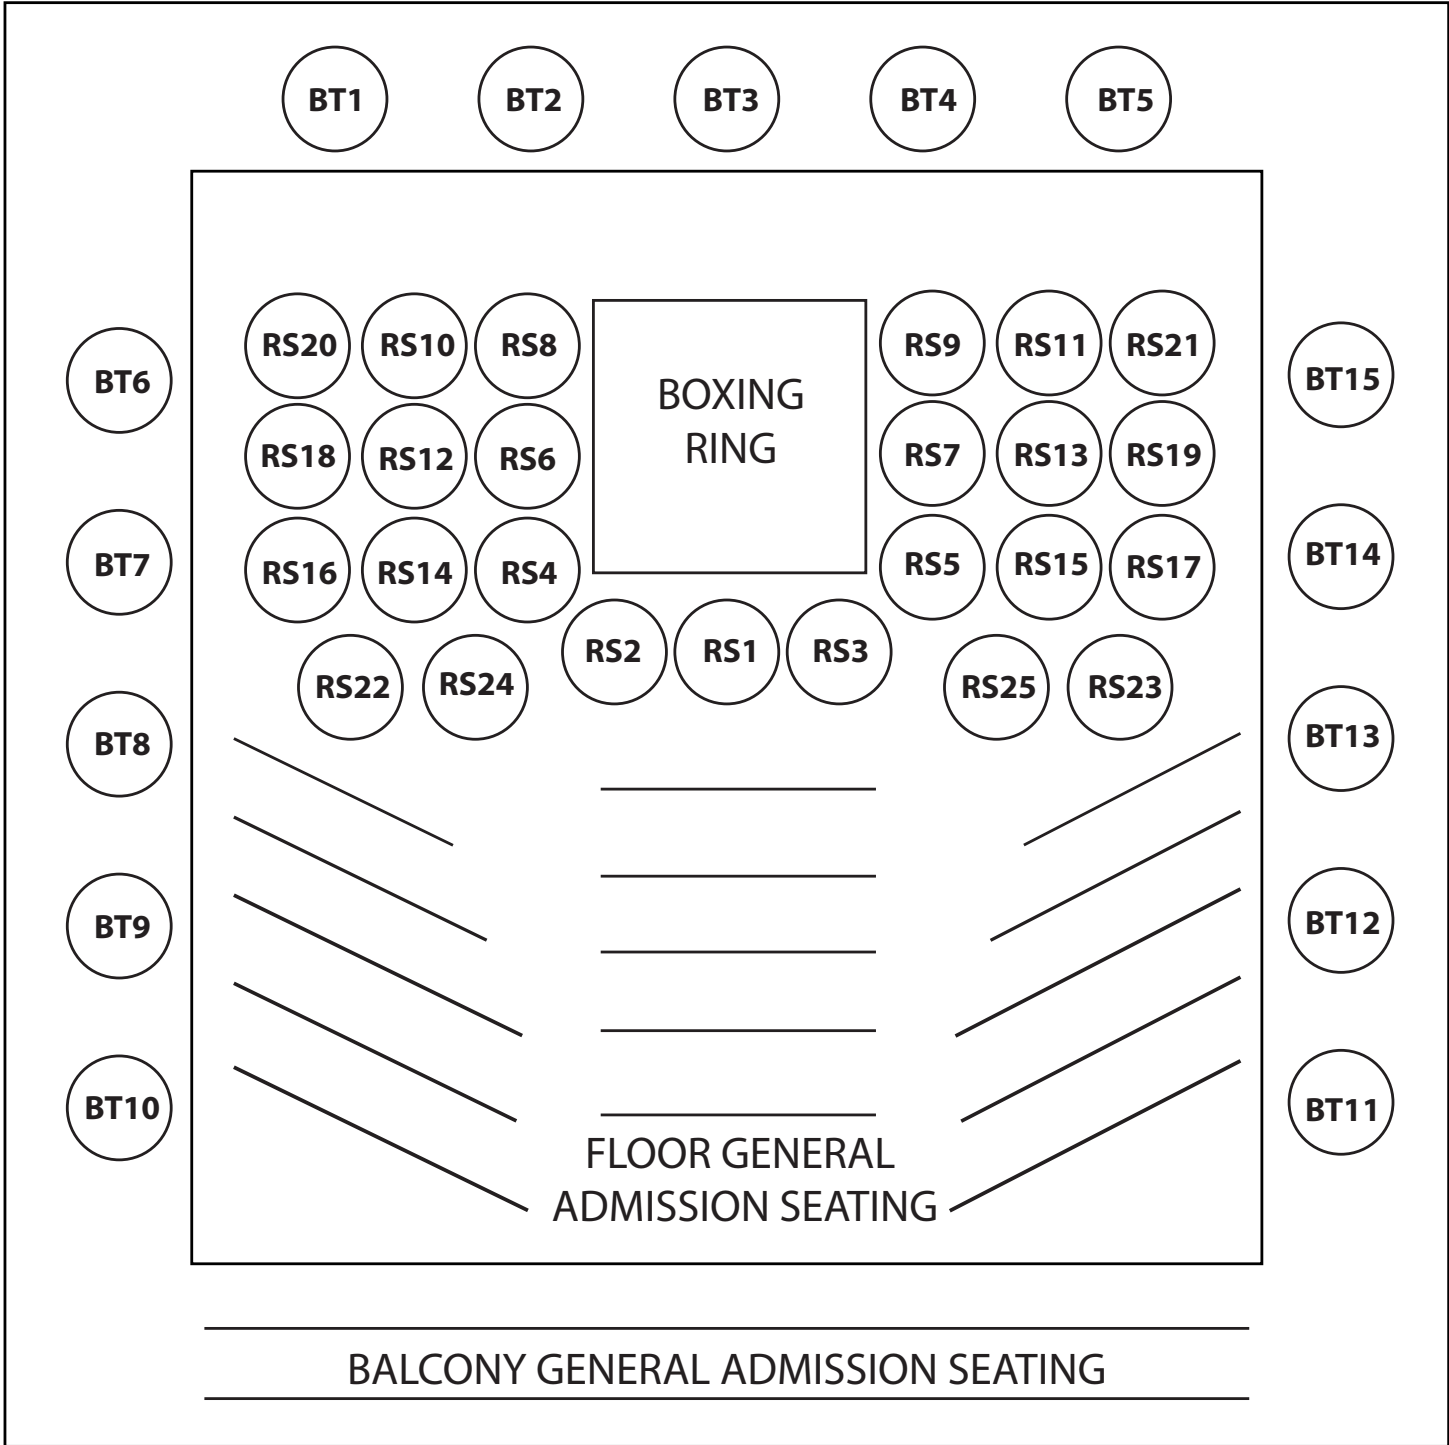 BT1 BT2 BT3 BT4 BT5
RS20 RS10 RS8 RS9 RS11 RS21
BT6 BT15
BOXING
RING
RS18 RS12 RS6 RS7 RS13 RS19
BT7 RS16 RS14 RS4 RS5 RS15 RS17 BT14
RS2 RS1 RS3
RS22 RS24 RS25 RS23
BT8 BT13
BT9 BT12
BT10 BT11
FLOOR GENERAL
ADMISSION SEATING
BALCONY GENERAL ADMISSION SEATING